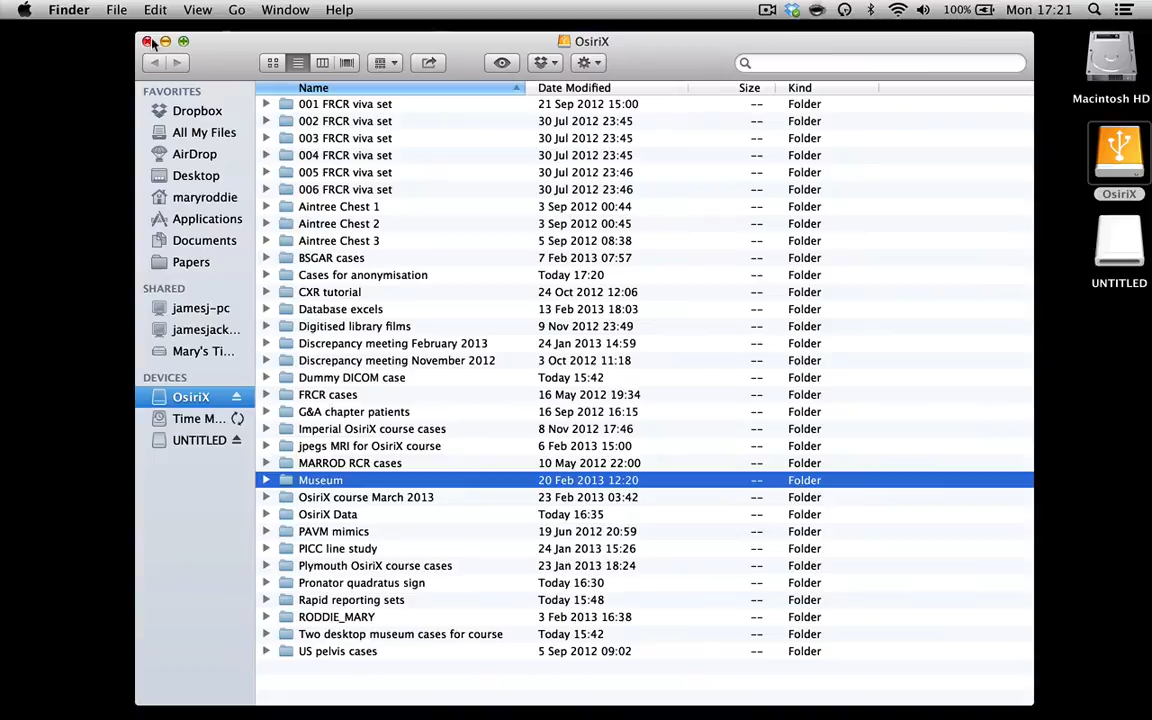 Finder File Edit View Go Window Help 100% Mon 17:21
OsiriX
Name Date Modified Size Kind
FAVORITES
Dropbox
All My Files
AirDrop
Desktop
maryroddie
Applications
Documents
Papers
SHARED
jamesj-pc
jamesjack...
Mary's Ti...
DEVICES
OsiriX
Time M...
UNTITLED
001 FRCR viva set 21 Sep 2012 15:00 -- Folder
002 FRCR viva set 30 Jul 2012 23:45 -- Folder
003 FRCR viva set 30 Jul 2012 23:45 -- Folder
004 FRCR viva set 30 Jul 2012 23:45 -- Folder
005 FRCR viva set 30 Jul 2012 23:46 -- Folder
006 FRCR viva set 30 Jul 2012 23:46 -- Folder
Aintree Chest 1 3 Sep 2012 00:44 -- Folder
Aintree Chest 2 3 Sep 2012 00:45 -- Folder
Aintree Chest 3 5 Sep 2012 08:38 -- Folder
BSGAR cases 7 Feb 2013 07:57 -- Folder
Cases for anonymisation Today 17:20 -- Folder
CXR tutorial 24 Oct 2012 12:06 -- Folder
Database excels 13 Feb 2013 18:03 -- Folder
Digitised library films 9 Nov 2012 23:49 -- Folder
Discrepancy meeting February 2013 24 Jan 2013 14:59 -- Folder
Discrepancy meeting November 2012 3 Oct 2012 11:18 -- Folder
Dummy DICOM case Today 15:42 -- Folder
FRCR cases 16 May 2012 19:34 -- Folder
G&A chapter patients 16 Sep 2012 16:15 -- Folder
Imperial OsiriX course cases 8 Nov 2012 17:46 -- Folder
jpegs MRI for OsiriX course 6 Feb 2013 15:00 -- Folder
MARROD RCR cases 10 May 2012 22:00 -- Folder
Museum 20 Feb 2013 12:20 -- Folder
OsiriX course March 2013 23 Feb 2013 03:42 -- Folder
OsiriX Data Today 16:35 -- Folder
PAVM mimics 19 Jun 2012 20:59 -- Folder
PICC line study 24 Jan 2013 15:26 -- Folder
Plymouth OsiriX course cases 23 Jan 2013 18:24 -- Folder
Pronator quadratus sign Today 16:30 -- Folder
Rapid reporting sets Today 15:48 -- Folder
RODDIE_MARY 3 Feb 2013 16:38 -- Folder
Two desktop museum cases for course Today 15:42 -- Folder
US pelvis cases 5 Sep 2012 09:02 -- Folder
Macintosh HD
OsiriX
UNTITLED